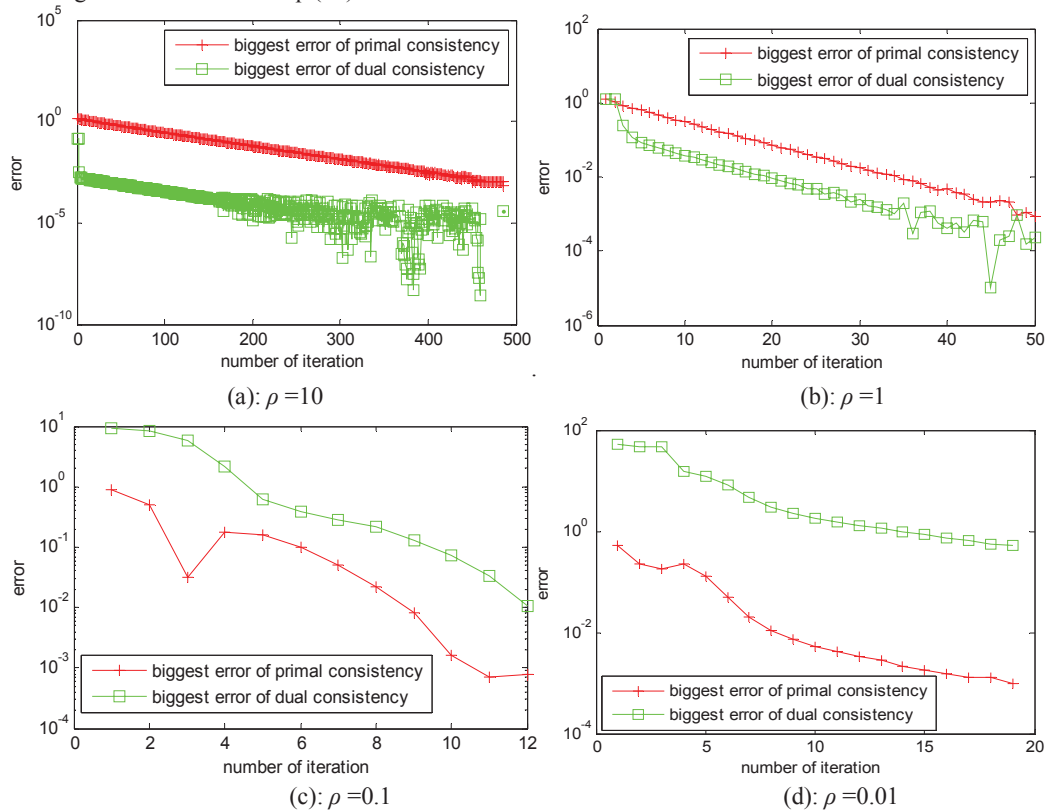 10^5
biggest error of primal consistency
biggest error of dual consistency
10^0
error
10^-5
10^-10
0 100 200 300 400 500
number of iteration
(a): ρ =10
10^2
biggest error of primal consistency
biggest error of dual consistency
10^0
error
10^-2
10^-4
10^-6
0 10 20 30 40 50
number of iteration
(b): ρ =1
10^1
10^0
10^-1
error
10^-2
10^-3
biggest error of primal consistency
biggest error of dual consistency
10^-4
0 2 4 6 8 10 12
number of iteration
(c): ρ =0.1
10^2
10^0
error
10^-2
biggest error of primal consistency
biggest error of dual consistency
10^-4
0 5 10 15 20
number of iteration
(d): ρ =0.01